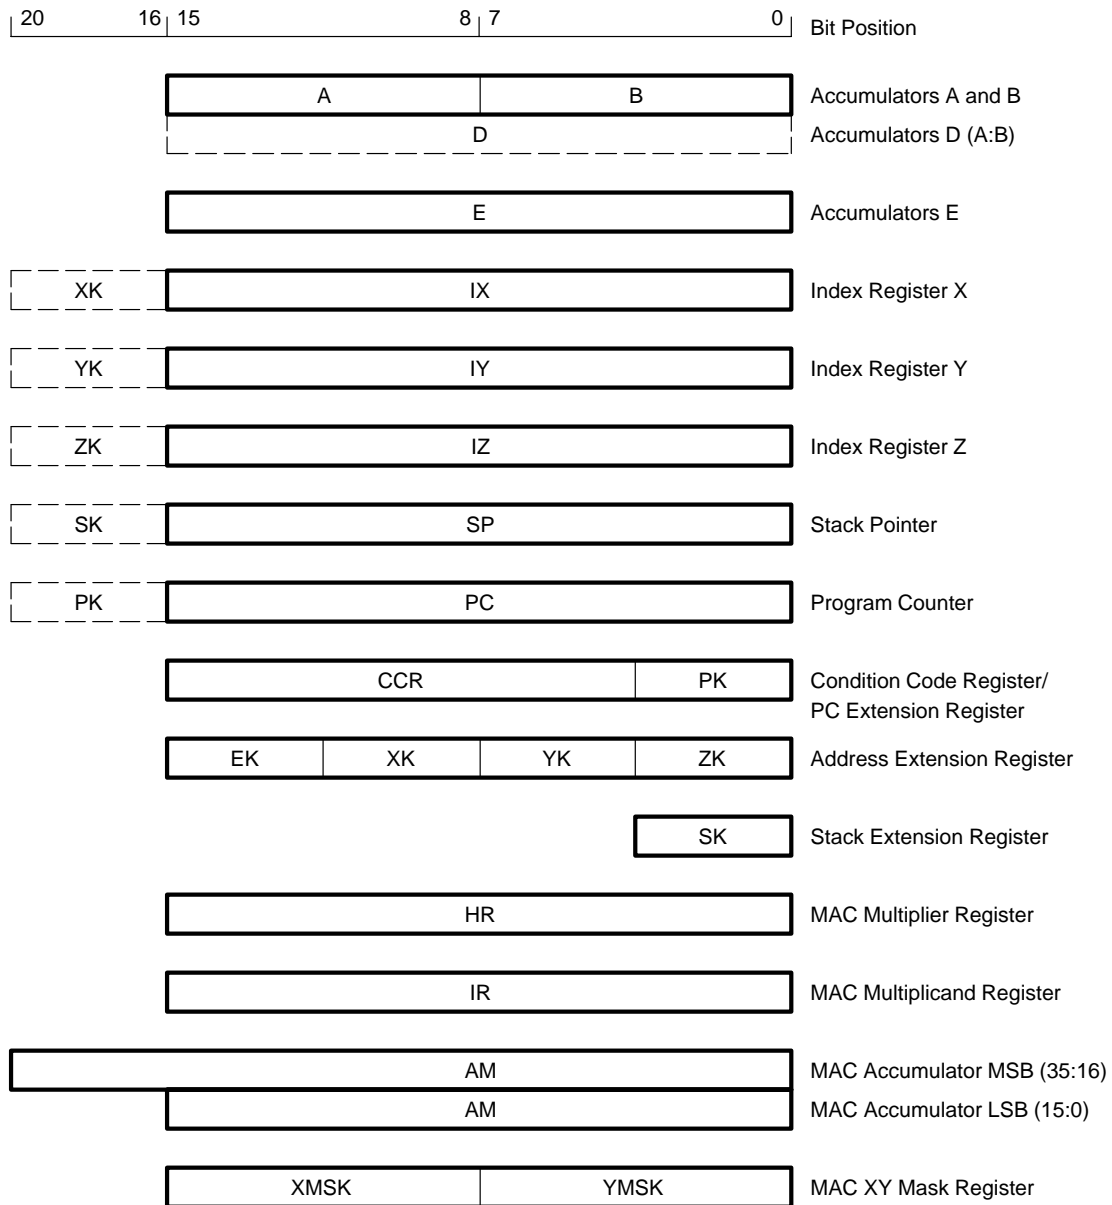 20 16 15 8 7 0 Bit Position
A B Accumulators A and B
D Accumulators D (A:B)
E Accumulators E
XK IX Index Register X
YK IY Index Register Y
ZK IZ Index Register Z
SK SP Stack Pointer
PK PC Program Counter
CCR PK Condition Code Register/
PC Extension Register
EK XK YK ZK Address Extension Register
SK Stack Extension Register
HR MAC Multiplier Register
IR MAC Multiplicand Register
AM MAC Accumulator MSB (35:16)
AM MAC Accumulator LSB (15:0)
XMSK YMSK MAC XY Mask Register